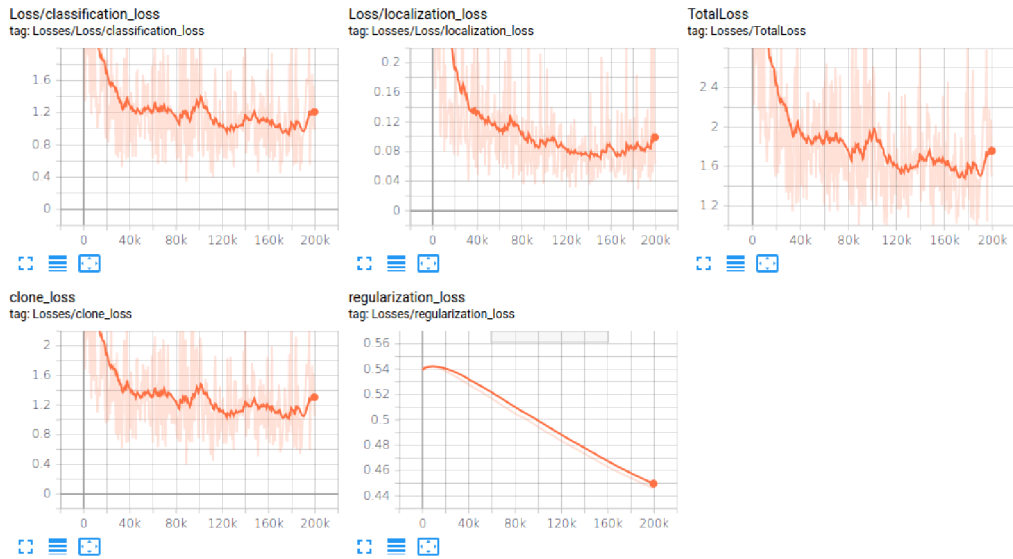 Loss/classification_loss
tag: Losses/Loss/classification_loss
1.6
1.2
0.8
0.4
0
0 40k 80k 120k 160k 200k
Loss/localization_loss
tag: Losses/Loss/localization_loss
0.2
0.16
0.12
0.08
0.04
0
0 40k 80k 120k 160k 200k
TotalLoss
tag: Losses/TotalLoss
2.4
2
1.6
1.2
0 40k 80k 120k 160k 200k
clone_loss
tag: Losses/clone_loss
2
1.6
1.2
0.8
0.4
0
0 40k 80k 120k 160k 200k
regularization_loss
tag: Losses/regularization_loss
0.56
0.54
0.52
0.5
0.48
0.46
0.44
0 40k 80k 120k 160k 200k